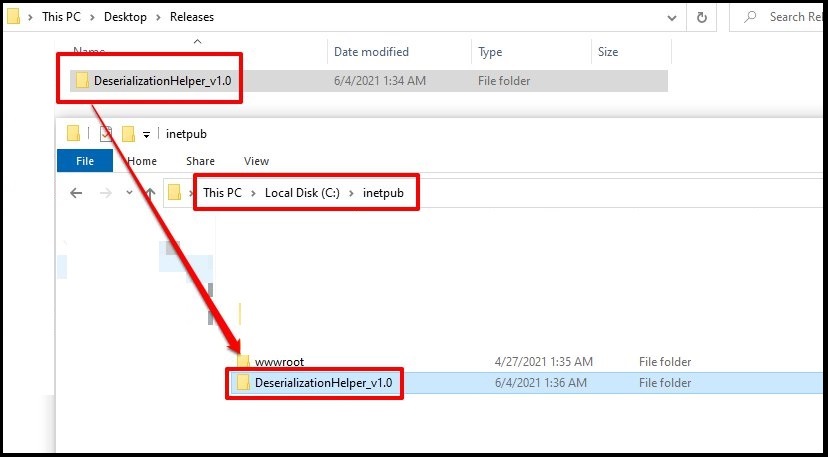 This PC > Desktop > Releases
Search Rel
Name Date modified Type Size
DeserializationHelper_v1.0 6/4/2021 1:34 AM File folder
inetpub
File Home Share View
This PC > Local Disk (C:) > inetpub
wwwroot 4/27/2021 1:35 AM File folder
DeserializationHelper_v1.0 6/4/2021 1:36 AM File folder